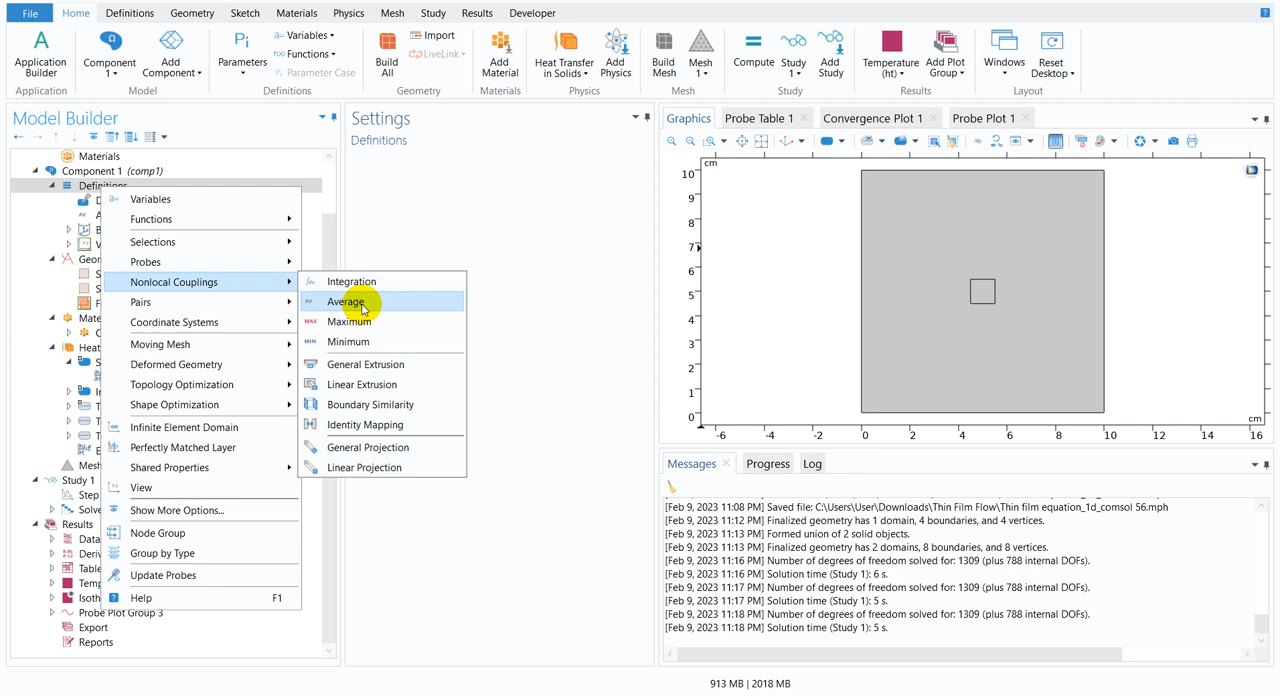 File Home Definitions Geometry Sketch Materials Physics Mesh Study Results Developer
Application Builder
Component 1
Add Component
Pi Parameters
a= Variables
f(x) Functions
Pi Parameter Case
Build All
Import
LiveLink
Add Material
Heat Transfer in Solids
Add Physics
Build Mesh
Mesh 1
Compute
Study 1
Add Study
Temperature (ht)
Add Plot Group
Windows
Reset Desktop
Application Model Definitions Geometry Materials Physics Mesh Study Results Layout
Model Builder
Materials
Component 1 (comp1)
Definitions
AV A
Geor
Mate
Heat
Mesh
Study 1
Step
Solve
Results
Data
Deriv
Table
Temp
Isoth
Probe Plot Group 3
Export
Reports
a= Variables
Functions
Selections
Probes
Nonlocal Couplings
Pairs
Coordinate Systems
Moving Mesh
Deformed Geometry
Topology Optimization
Shape Optimization
Infinite Element Domain
Perfectly Matched Layer
Shared Properties
View
Show More Options...
Node Group
Group by Type
Update Probes
Help F1
Integration
AV Average
MAX Maximum
MIN Minimum
General Extrusion
Linear Extrusion
Boundary Similarity
Identity Mapping
General Projection
Linear Projection
Settings
Definitions
Graphics Probe Table 1 Convergence Plot 1 Probe Plot 1
cm
10
9
8
7
6
5
4
3
2
1
0
-6 -4 -2 0 2 4 6 8 10 12 14 16
cm
Messages Progress Log
[Feb 9, 2023 11:08 PM] Saved file: C:\Users\User\Downloads\Thin Film Flow\Thin film equation_1d_comsol 56.mph
[Feb 9, 2023 11:12 PM] Finalized geometry has 1 domain, 4 boundaries, and 4 vertices.
[Feb 9, 2023 11:13 PM] Formed union of 2 solid objects.
[Feb 9, 2023 11:13 PM] Finalized geometry has 2 domains, 8 boundaries, and 8 vertices.
[Feb 9, 2023 11:16 PM] Number of degrees of freedom solved for: 1309 (plus 788 internal DOFs).
[Feb 9, 2023 11:16 PM] Solution time (Study 1): 6 s.
[Feb 9, 2023 11:17 PM] Number of degrees of freedom solved for: 1309 (plus 788 internal DOFs).
[Feb 9, 2023 11:17 PM] Solution time (Study 1): 5 s.
[Feb 9, 2023 11:18 PM] Number of degrees of freedom solved for: 1309 (plus 788 internal DOFs).
[Feb 9, 2023 11:18 PM] Solution time (Study 1): 5 s.
913 MB | 2018 MB